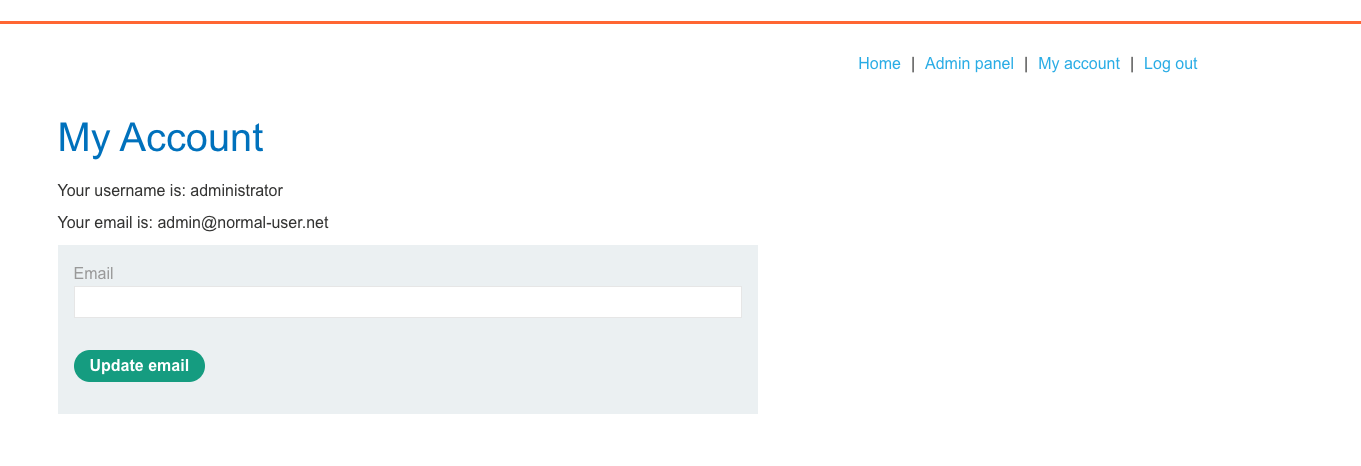 Home | Admin panel | My account | Log out
My Account
Your username is: administrator
Your email is: admin@normal-user.net
Email
Update email